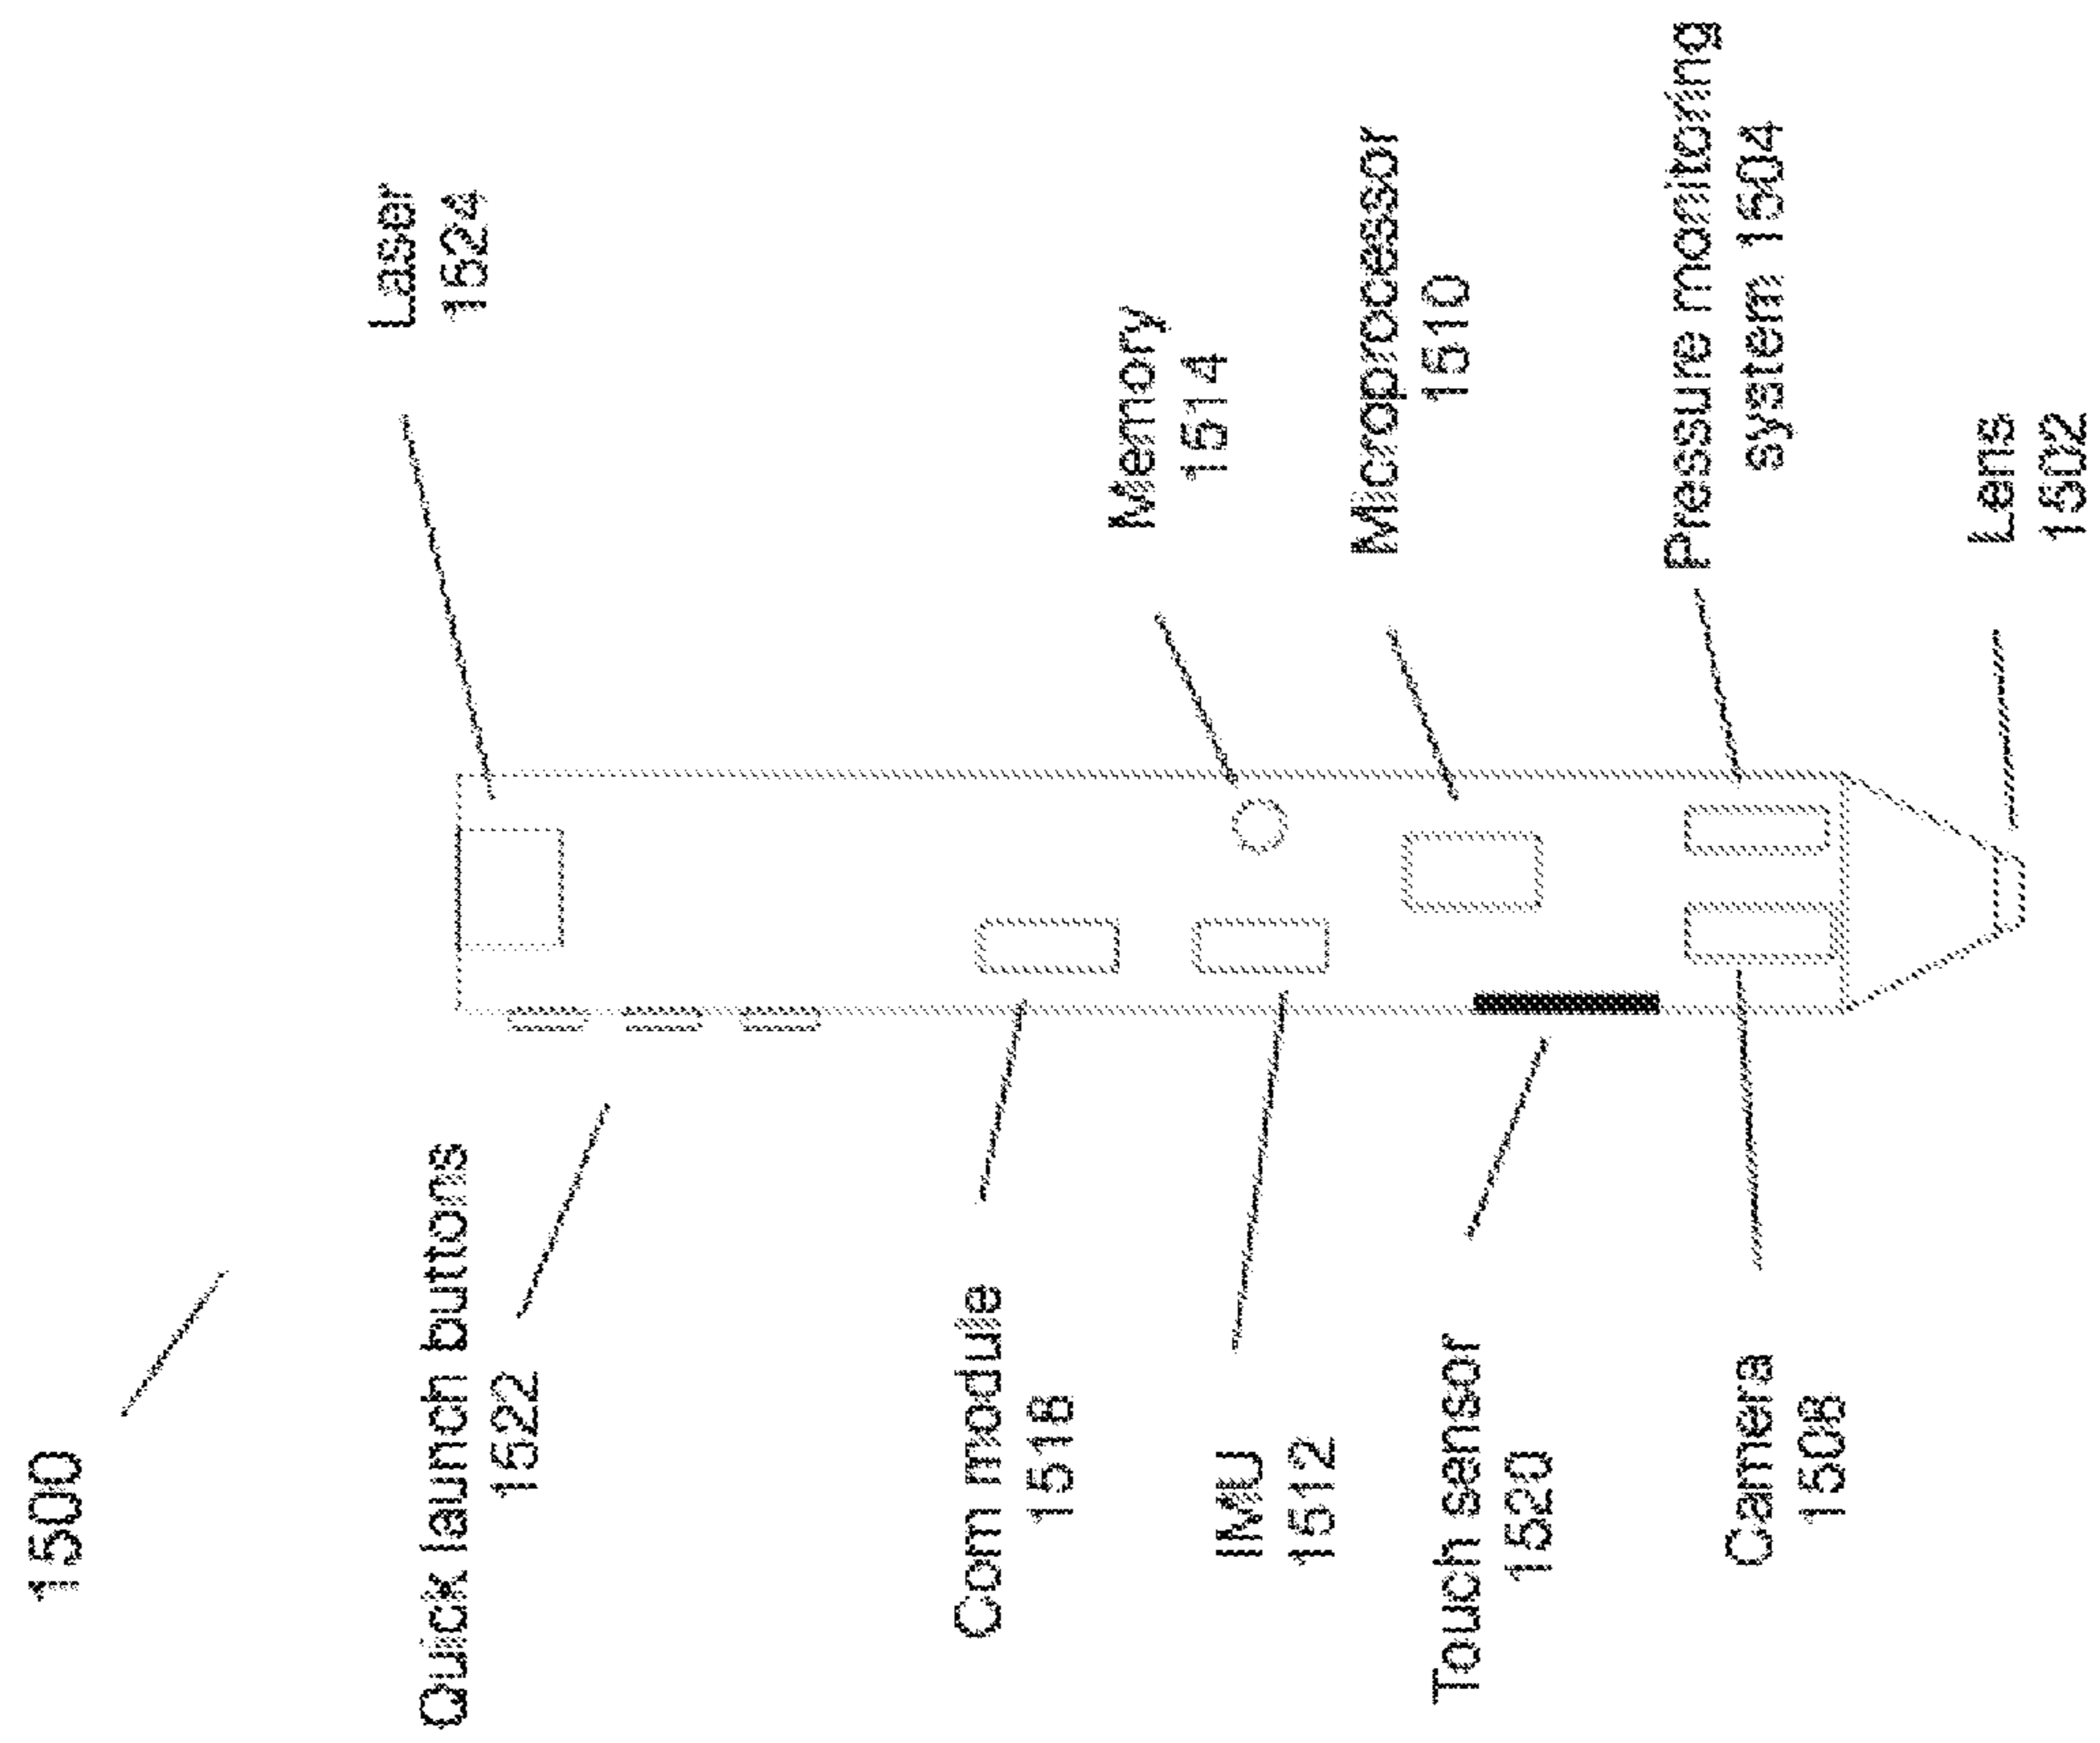 1500
Quick launch buttons
1522
Laser
1524
Com module
1518
Memory
1514
IMU
1512
Microprocessor
1510
Touch sensor
1520
Pressure monitoring
system 1504
Camera
1508
Lens
1502